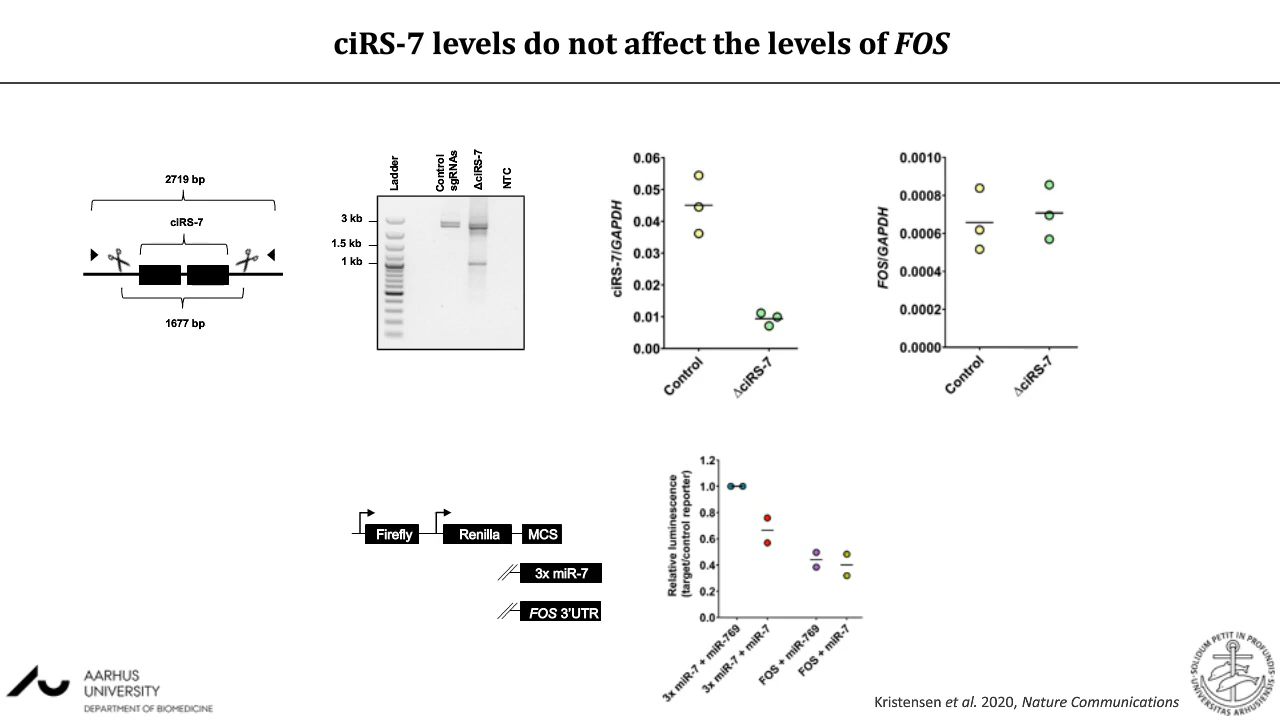 ciRS-7 levels do not affect the levels of FOS
2719 bp
ciRS-7
1677 bp
Ladder
Control
sgRNAs
ΔciRS-7
NTC
3 kb
1.5 kb
1 kb
ciRS-7/GAPDH
0.06
0.05
0.04
0.03
0.02
0.01
0.00
Control
ΔciRS-7
FOS/GAPDH
0.0010
0.0008
0.0006
0.0004
0.0002
0.0000
Control
ΔciRS-7
Firefly
Renilla
MCS
3x miR-7
FOS 3'UTR
Relative luminescence
(target/control reporter)
1.2
1.0
0.8
0.6
0.4
0.2
0.0
3x miR-7 + miR-769
3x miR-7 + miR-7
FOS + miR-769
FOS + miR-7
AARHUS
UNIVERSITY
DEPARTMENT OF BIOMEDICINE
Kristensen et al. 2020, Nature Communications
SOLIDUM PETIT IN PROFUNDIS
UNIVERSITAS ARHUSIENSIS